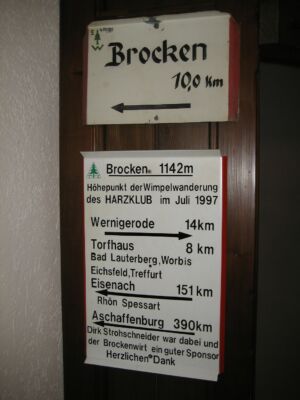 Brocken
10,0 Km
Brocken 1142m
Höhepunkt der Wimpelwanderung
des HARZKLUB im Juli 1997
Wernigerode 14km
Torfhaus 8 km
Bad Lauterberg, Worbis
Eichsfeld, Treffurt
Eisenach 151km
Rhön Spessart
Aschaffenburg 390km
Dirk Strohschneider war dabei und
der Brockenwirt ein guter Sponsor
Herzlichen Dank